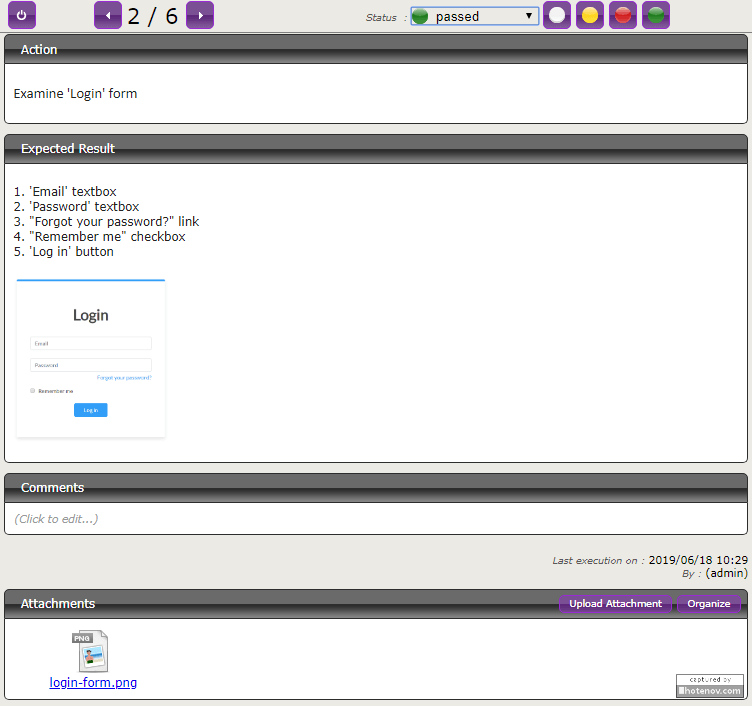 2 / 6
Status : passed
Action
Examine 'Login' form
Expected Result
1. 'Email' textbox
2. 'Password' textbox
3. "Forgot your password?" link
4. "Remember me" checkbox
5. 'Log in' button
Login
Email
Password
Forgot your password?
Remember me
Log in
Comments
(Click to edit...)
Last execution on : 2019/06/18 10:29
By : (admin)
Attachments
Upload Attachment
Organize
PNG
login-form.png
captured by
hotenov.com